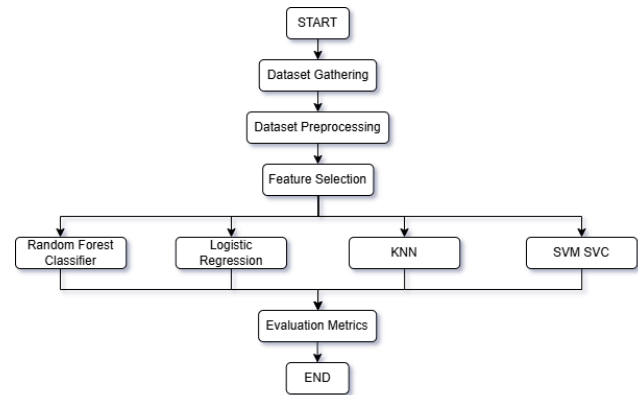 START
Dataset Gathering
Dataset Preprocessing
Feature Selection
Random Forest
Classifier
Logistic
Regression
KNN
SVM SVC
Evaluation Metrics
END